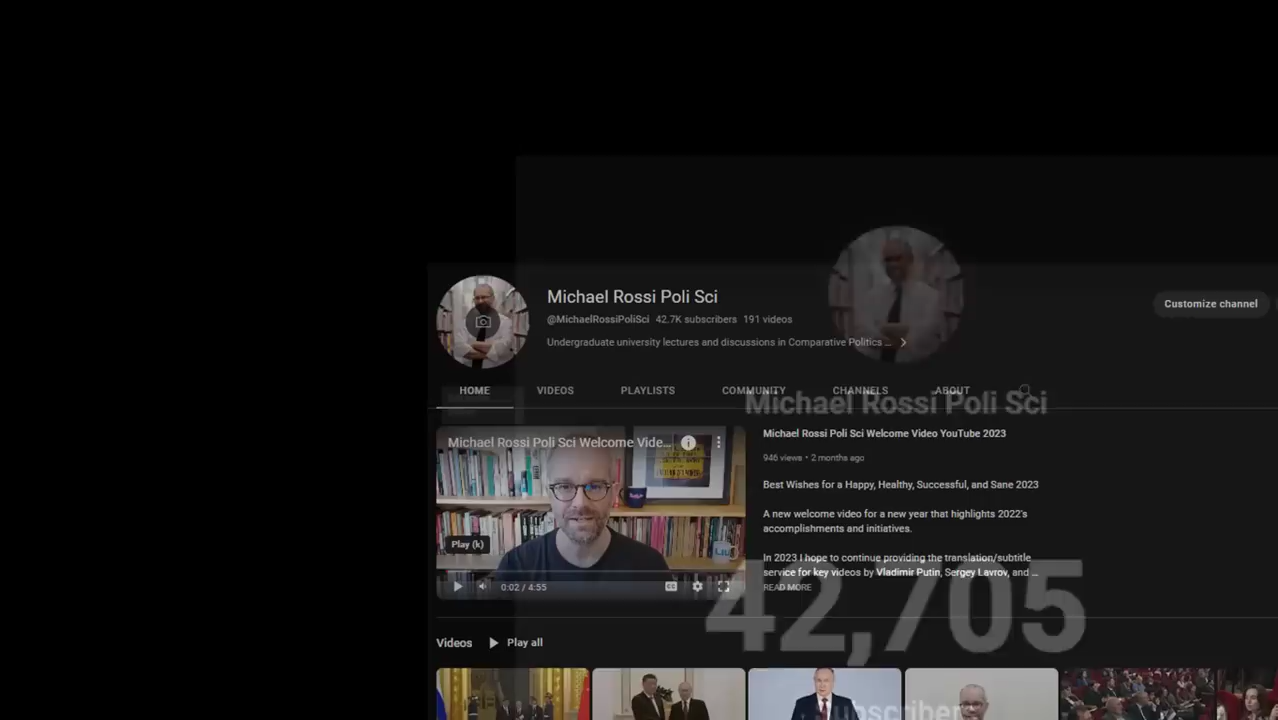 Michael Rossi Poli Sci
@MichaelRossiPoliSci 42.7K subscribers 191 videos
Undergraduate university lectures and discussions in Comparative Politics ...
Customize channel
HOME VIDEOS PLAYLISTS COMMUNITY CHANNELS ABOUT
Michael Rossi Poli Sci
Michael Rossi Poli Sci Welcome Vide...
Michael Rossi Poli Sci Welcome Video YouTube 2023
946 views • 2 months ago
Best Wishes for a Happy, Healthy, Successful, and Sane 2023
A new welcome video for a new year that highlights 2022's
accomplishments and initiatives.
Play (k)
In 2023 I hope to continue providing the translation/subtitle
service for key videos by Vladimir Putin, Sergey Lavrov, and ...
READ MORE
0:02 / 4:55
42,705
Videos Play all
Subscriber